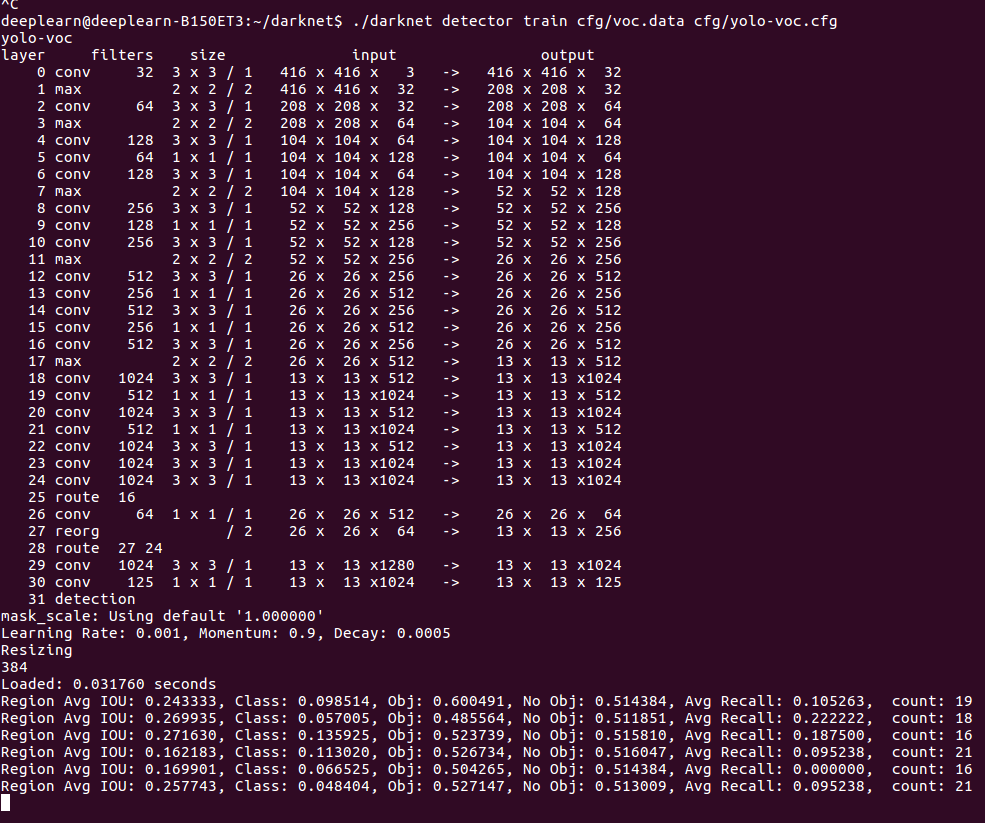 ^C
deeplearn@deeplearn-B150ET3:~/darknet$ ./darknet detector train cfg/voc.data cfg/yolo-voc.cfg
yolo-voc
layer     filters    size              input                output
    0 conv     32  3 x 3 / 1   416 x 416 x   3   ->   416 x 416 x  32
    1 max          2 x 2 / 2   416 x 416 x  32   ->   208 x 208 x  32
    2 conv     64  3 x 3 / 1   208 x 208 x  32   ->   208 x 208 x  64
    3 max          2 x 2 / 2   208 x 208 x  64   ->   104 x 104 x  64
    4 conv    128  3 x 3 / 1   104 x 104 x  64   ->   104 x 104 x 128
    5 conv     64  1 x 1 / 1   104 x 104 x 128   ->   104 x 104 x  64
    6 conv    128  3 x 3 / 1   104 x 104 x  64   ->   104 x 104 x 128
    7 max          2 x 2 / 2   104 x 104 x 128   ->    52 x  52 x 128
    8 conv    256  3 x 3 / 1    52 x  52 x 128   ->    52 x  52 x 256
    9 conv    128  1 x 1 / 1    52 x  52 x 256   ->    52 x  52 x 128
   10 conv    256  3 x 3 / 1    52 x  52 x 128   ->    52 x  52 x 256
   11 max          2 x 2 / 2    52 x  52 x 256   ->    26 x  26 x 256
   12 conv    512  3 x 3 / 1    26 x  26 x 256   ->    26 x  26 x 512
   13 conv    256  1 x 1 / 1    26 x  26 x 512   ->    26 x  26 x 256
   14 conv    512  3 x 3 / 1    26 x  26 x 256   ->    26 x  26 x 512
   15 conv    256  1 x 1 / 1    26 x  26 x 512   ->    26 x  26 x 256
   16 conv    512  3 x 3 / 1    26 x  26 x 256   ->    26 x  26 x 512
   17 max          2 x 2 / 2    26 x  26 x 512   ->    13 x  13 x 512
   18 conv   1024  3 x 3 / 1    13 x  13 x 512   ->    13 x  13 x1024
   19 conv    512  1 x 1 / 1    13 x  13 x1024   ->    13 x  13 x 512
   20 conv   1024  3 x 3 / 1    13 x  13 x 512   ->    13 x  13 x1024
   21 conv    512  1 x 1 / 1    13 x  13 x1024   ->    13 x  13 x 512
   22 conv   1024  3 x 3 / 1    13 x  13 x 512   ->    13 x  13 x1024
   23 conv   1024  3 x 3 / 1    13 x  13 x1024   ->    13 x  13 x1024
   24 conv   1024  3 x 3 / 1    13 x  13 x1024   ->    13 x  13 x1024
   25 route  16
   26 conv     64  1 x 1 / 1    26 x  26 x 512   ->    26 x  26 x  64
   27 reorg              / 2    26 x  26 x  64   ->    13 x  13 x 256
   28 route  27 24
   29 conv   1024  3 x 3 / 1    13 x  13 x1280   ->    13 x  13 x1024
   30 conv    125  1 x 1 / 1    13 x  13 x1024   ->    13 x  13 x 125
   31 detection
mask_scale: Using default '1.000000'
Learning Rate: 0.001, Momentum: 0.9, Decay: 0.0005
Resizing
384
Loaded: 0.031760 seconds
Region Avg IOU: 0.243333, Class: 0.098514, Obj: 0.600491, No Obj: 0.514384, Avg Recall: 0.105263,  count: 19
Region Avg IOU: 0.269935, Class: 0.057005, Obj: 0.485564, No Obj: 0.511851, Avg Recall: 0.222222,  count: 18
Region Avg IOU: 0.271630, Class: 0.135925, Obj: 0.523739, No Obj: 0.515810, Avg Recall: 0.187500,  count: 16
Region Avg IOU: 0.162183, Class: 0.113020, Obj: 0.526734, No Obj: 0.516047, Avg Recall: 0.095238,  count: 21
Region Avg IOU: 0.169901, Class: 0.066525, Obj: 0.504265, No Obj: 0.514384, Avg Recall: 0.000000,  count: 16
Region Avg IOU: 0.257743, Class: 0.048404, Obj: 0.527147, No Obj: 0.513009, Avg Recall: 0.095238,  count: 21